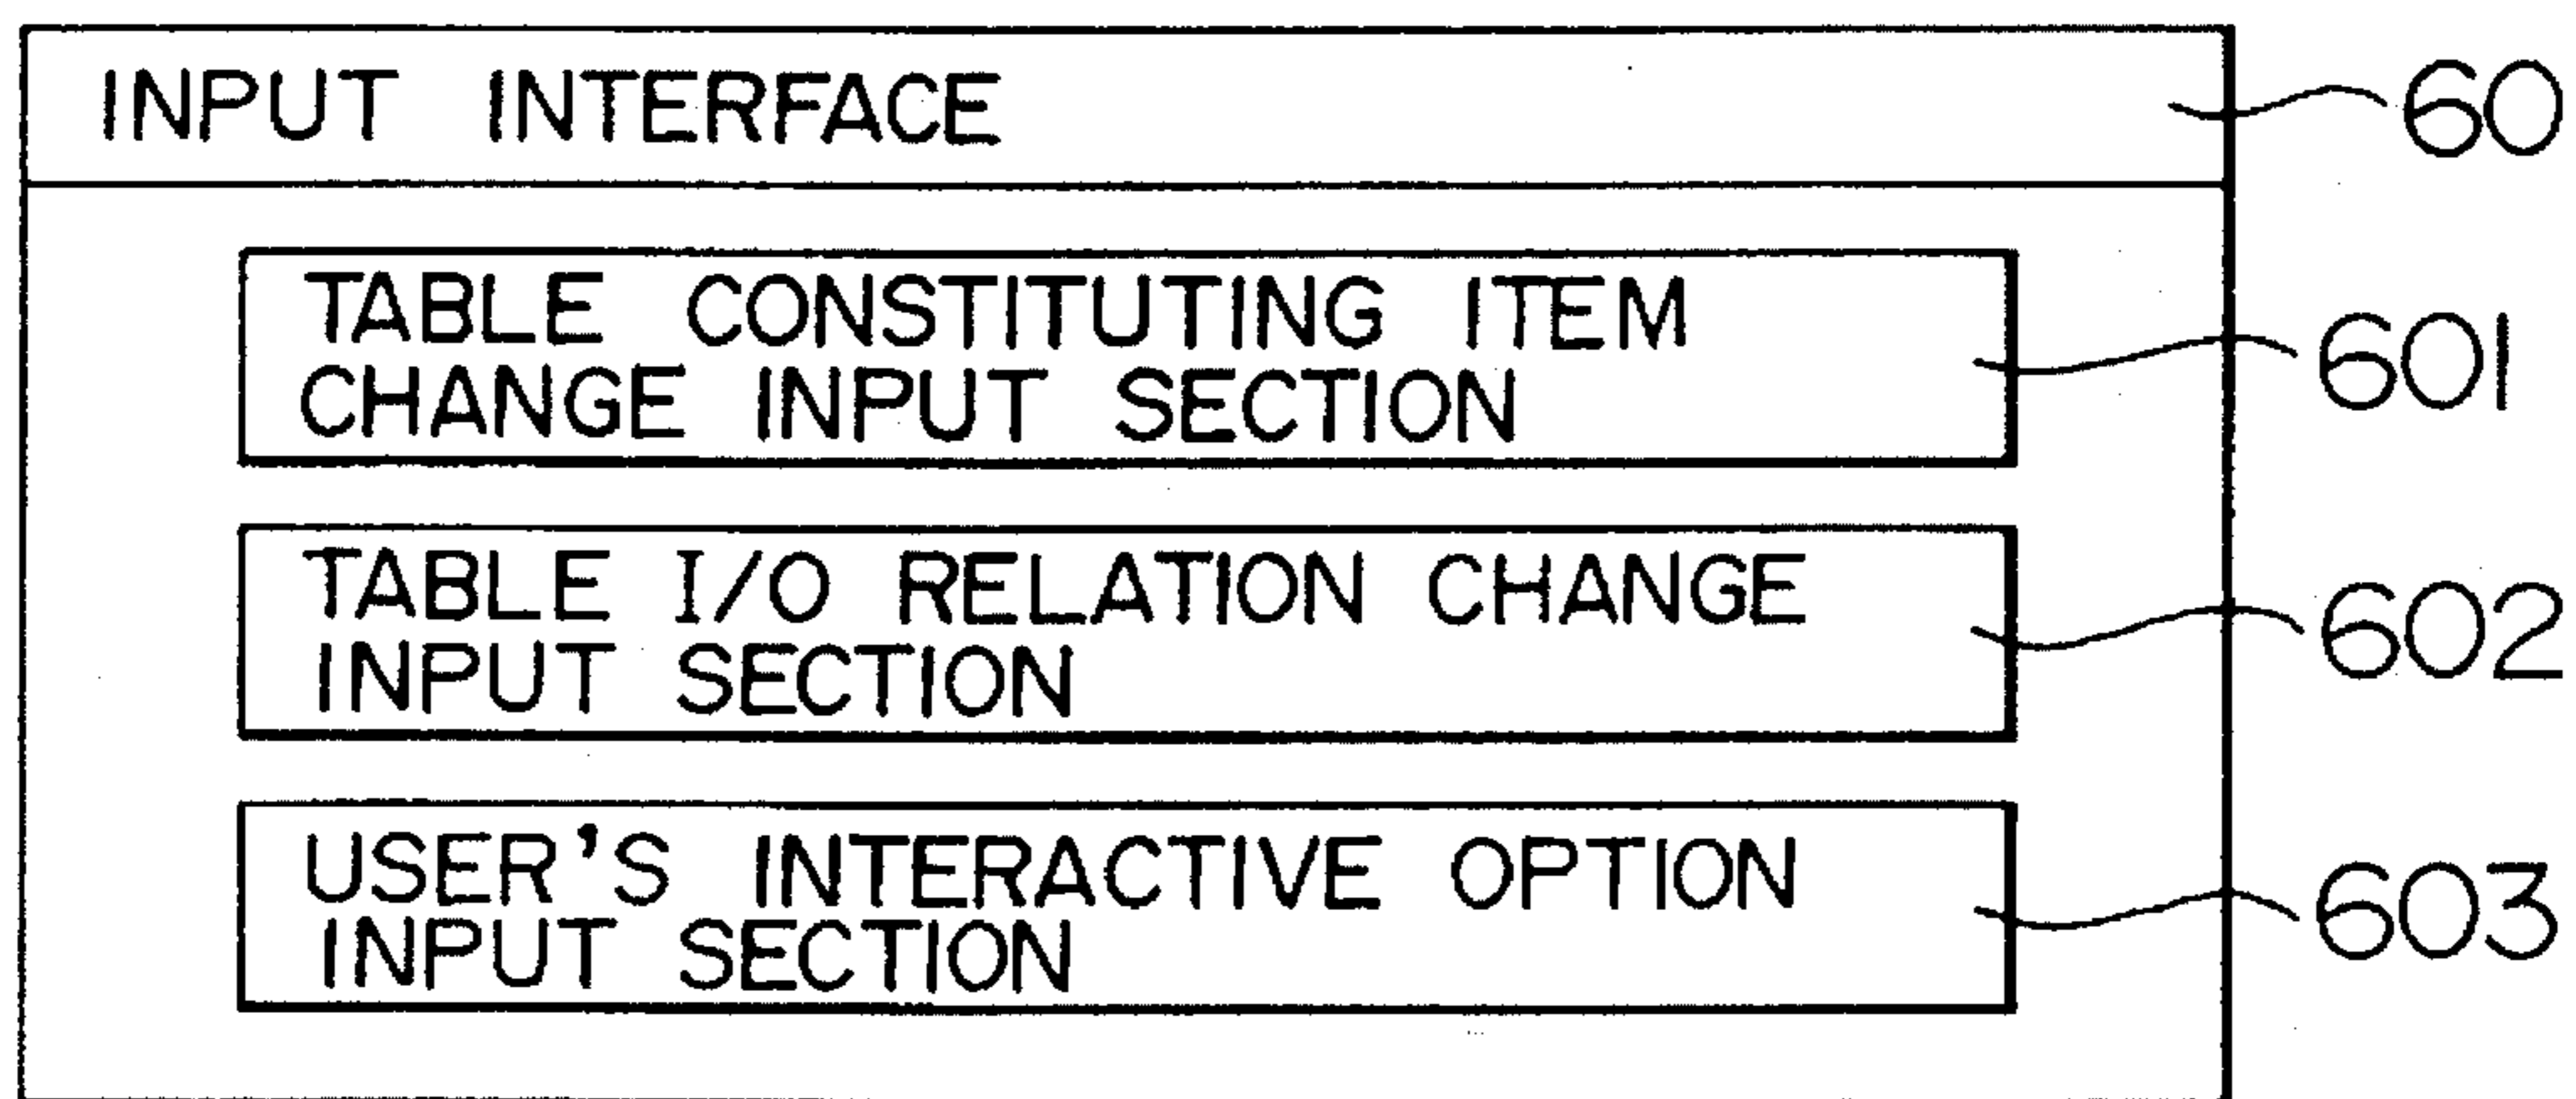 INPUT INTERFACE
60
TABLE CONSTITUTING ITEM
CHANGE INPUT SECTION
601
TABLE I/O RELATION CHANGE
INPUT SECTION
602
USER'S INTERACTIVE OPTION
INPUT SECTION
603